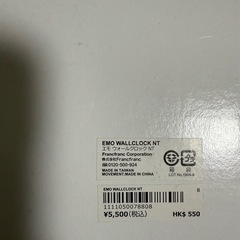 EMO WALLCLOCK NT
エモ ウォールクロック NT
Francfranc Corporation
株式会社Francfranc
0120-500-924
MADE IN TAIWAN
MOVEMENT:MADE IN CHINA
EMO WALLCLOCK NT
B
1111050078808
¥5,500(税込)
HK$ 550